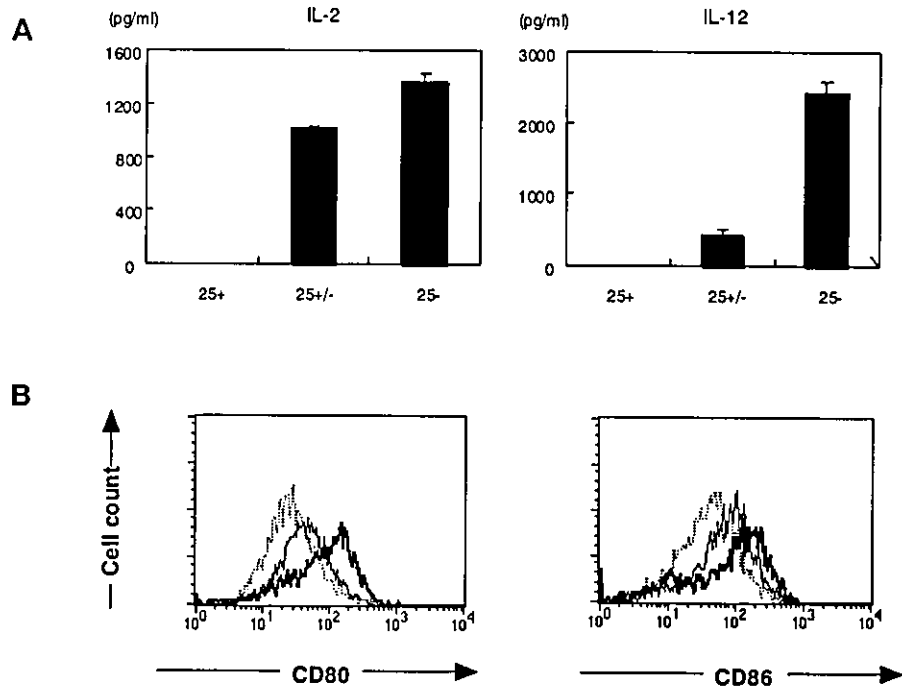 A
(pg/ml)
IL-2
1600
1200
800
400
0
25+
25+/-
25-
(pg/ml)
IL-12
3000
2000
1000
0
25+
25+/-
25-
B
Cell count
10⁰
10¹
10²
10³
10⁴
CD80
10⁰
10¹
10²
10³
10⁴
CD86